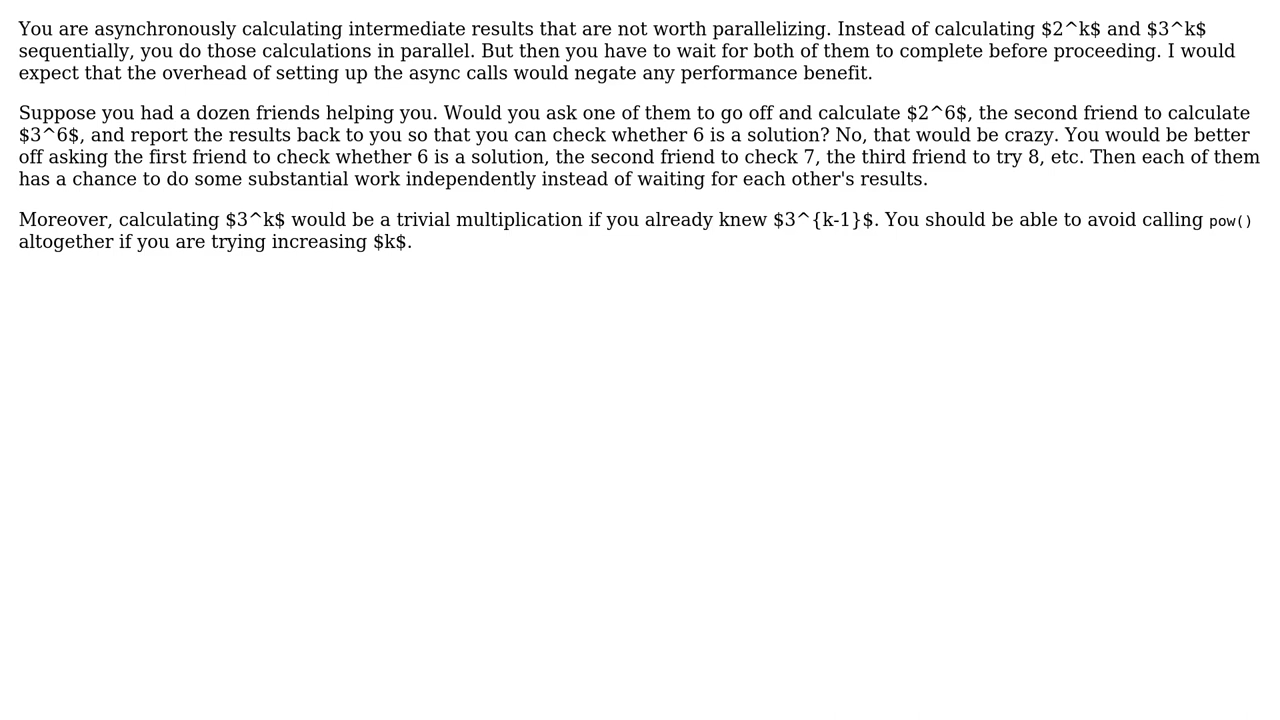 You are asynchronously calculating intermediate results that are not worth parallelizing. Instead of calculating $2^k$ and $3^k$
sequentially, you do those calculations in parallel. But then you have to wait for both of them to complete before proceeding. I would
expect that the overhead of setting up the async calls would negate any performance benefit.
Suppose you had a dozen friends helping you. Would you ask one of them to go off and calculate $2^6$, the second friend to calculate
$3^6$, and report the results back to you so that you can check whether 6 is a solution? No, that would be crazy. You would be better
off asking the first friend to check whether 6 is a solution, the second friend to check 7, the third friend to try 8, etc. Then each of them
has a chance to do some substantial work independently instead of waiting for each other's results.
Moreover, calculating $3^k$ would be a trivial multiplication if you already knew $3^{k-1}$. You should be able to avoid calling pow()
altogether if you are trying increasing $k$.